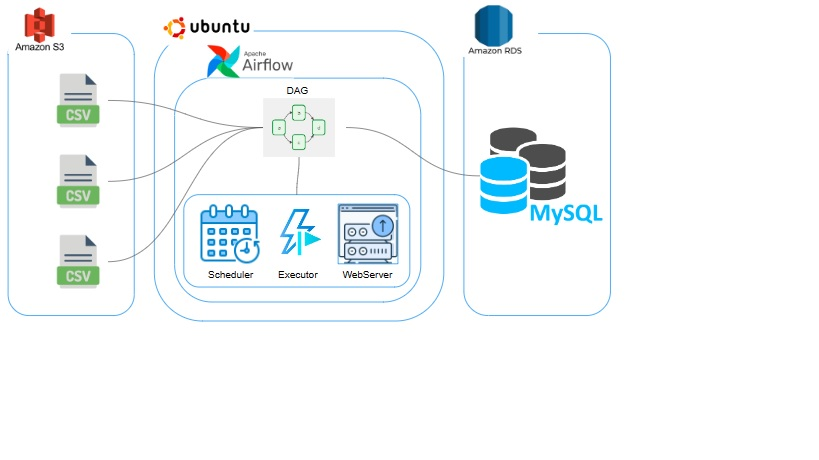 Amazon S3
ubuntu
Apache
Airflow
Amazon RDS
DAG
CSV
CSV
CSV
MySQL
Scheduler
Executor
WebServer